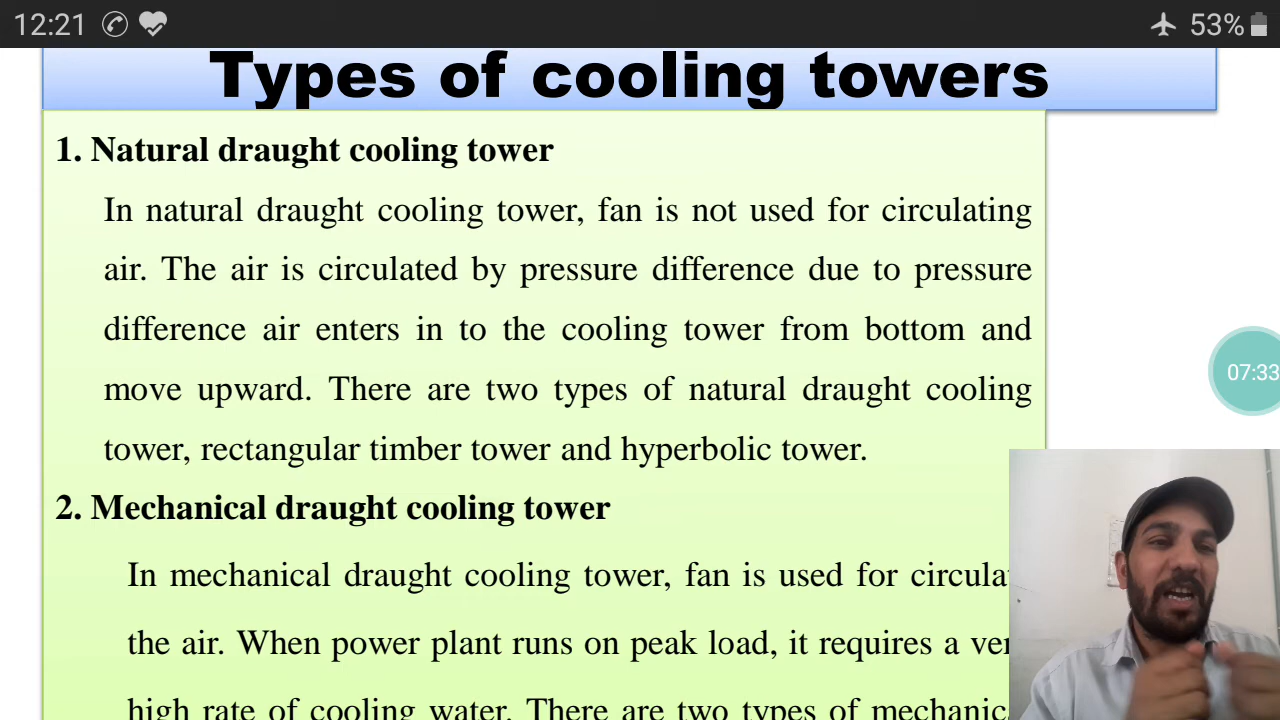 12:21
53%
Types of cooling towers
1. Natural draught cooling tower
In natural draught cooling tower, fan is not used for circulating
air. The air is circulated by pressure difference due to pressure
difference air enters in to the cooling tower from bottom and
move upward. There are two types of natural draught cooling
tower, rectangular timber tower and hyperbolic tower.
07:33
2. Mechanical draught cooling tower
In mechanical draught cooling tower, fan is used for
the air. When power plant runs on peak load, it requires a
high rate of cooling water. There are two types of